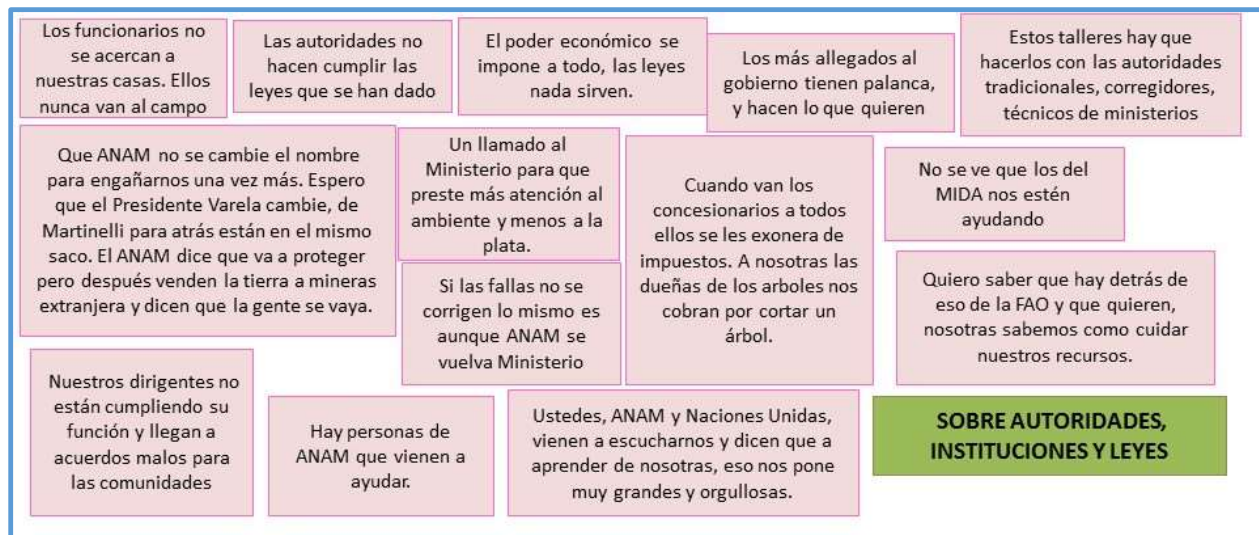 Los funcionarios no
se acercan a
nuestras casas. Ellos
nunca van al campo
Las autoridades no
hacen cumplir las
leyes que se han dado
El poder económico se
impone a todo, las leyes
nada sirven.
Los más allegados al
gobierno tienen palanca,
y hacen lo que quieren
Estos talleres hay que
hacerlos con las autoridades
tradicionales, corregidores,
técnicos de ministerios
Que ANAM no se cambie el nombre
para engañarnos una vez más. Espero
que el Presidente Varela cambie, de
Martinelli para atrás están en el mismo
saco. El ANAM dice que va a proteger
pero después venden la tierra a mineras
extranjera y dicen que la gente se vaya.
Un llamado al
Ministerio para que
preste más atención al
ambiente y menos a la
plata.
Cuando van los
concesionarios a todos
ellos se les exonera de
impuestos. A nosotras las
dueñas de los arboles nos
cobran por cortar un
árbol.
No se ve que los del
MIDA nos estén
ayudando
Si las fallas no se
corrigen lo mismo es
aunque ANAM se
vuelva Ministerio
Quiero saber que hay detrás de
eso de la FAO y que quieren,
nosotras sabemos como cuidar
nuestros recursos.
Nuestros dirigentes no
están cumpliendo su
función y llegan a
acuerdos malos para
las comunidades
Hay personas de
ANAM que vienen a
ayudar.
Ustedes, ANAM y Naciones Unidas,
vienen a escucharnos y dicen que a
aprender de nosotras, eso nos pone
muy grandes y orgullosas.
SOBRE AUTORIDADES,
INSTITUCIONES Y LEYES